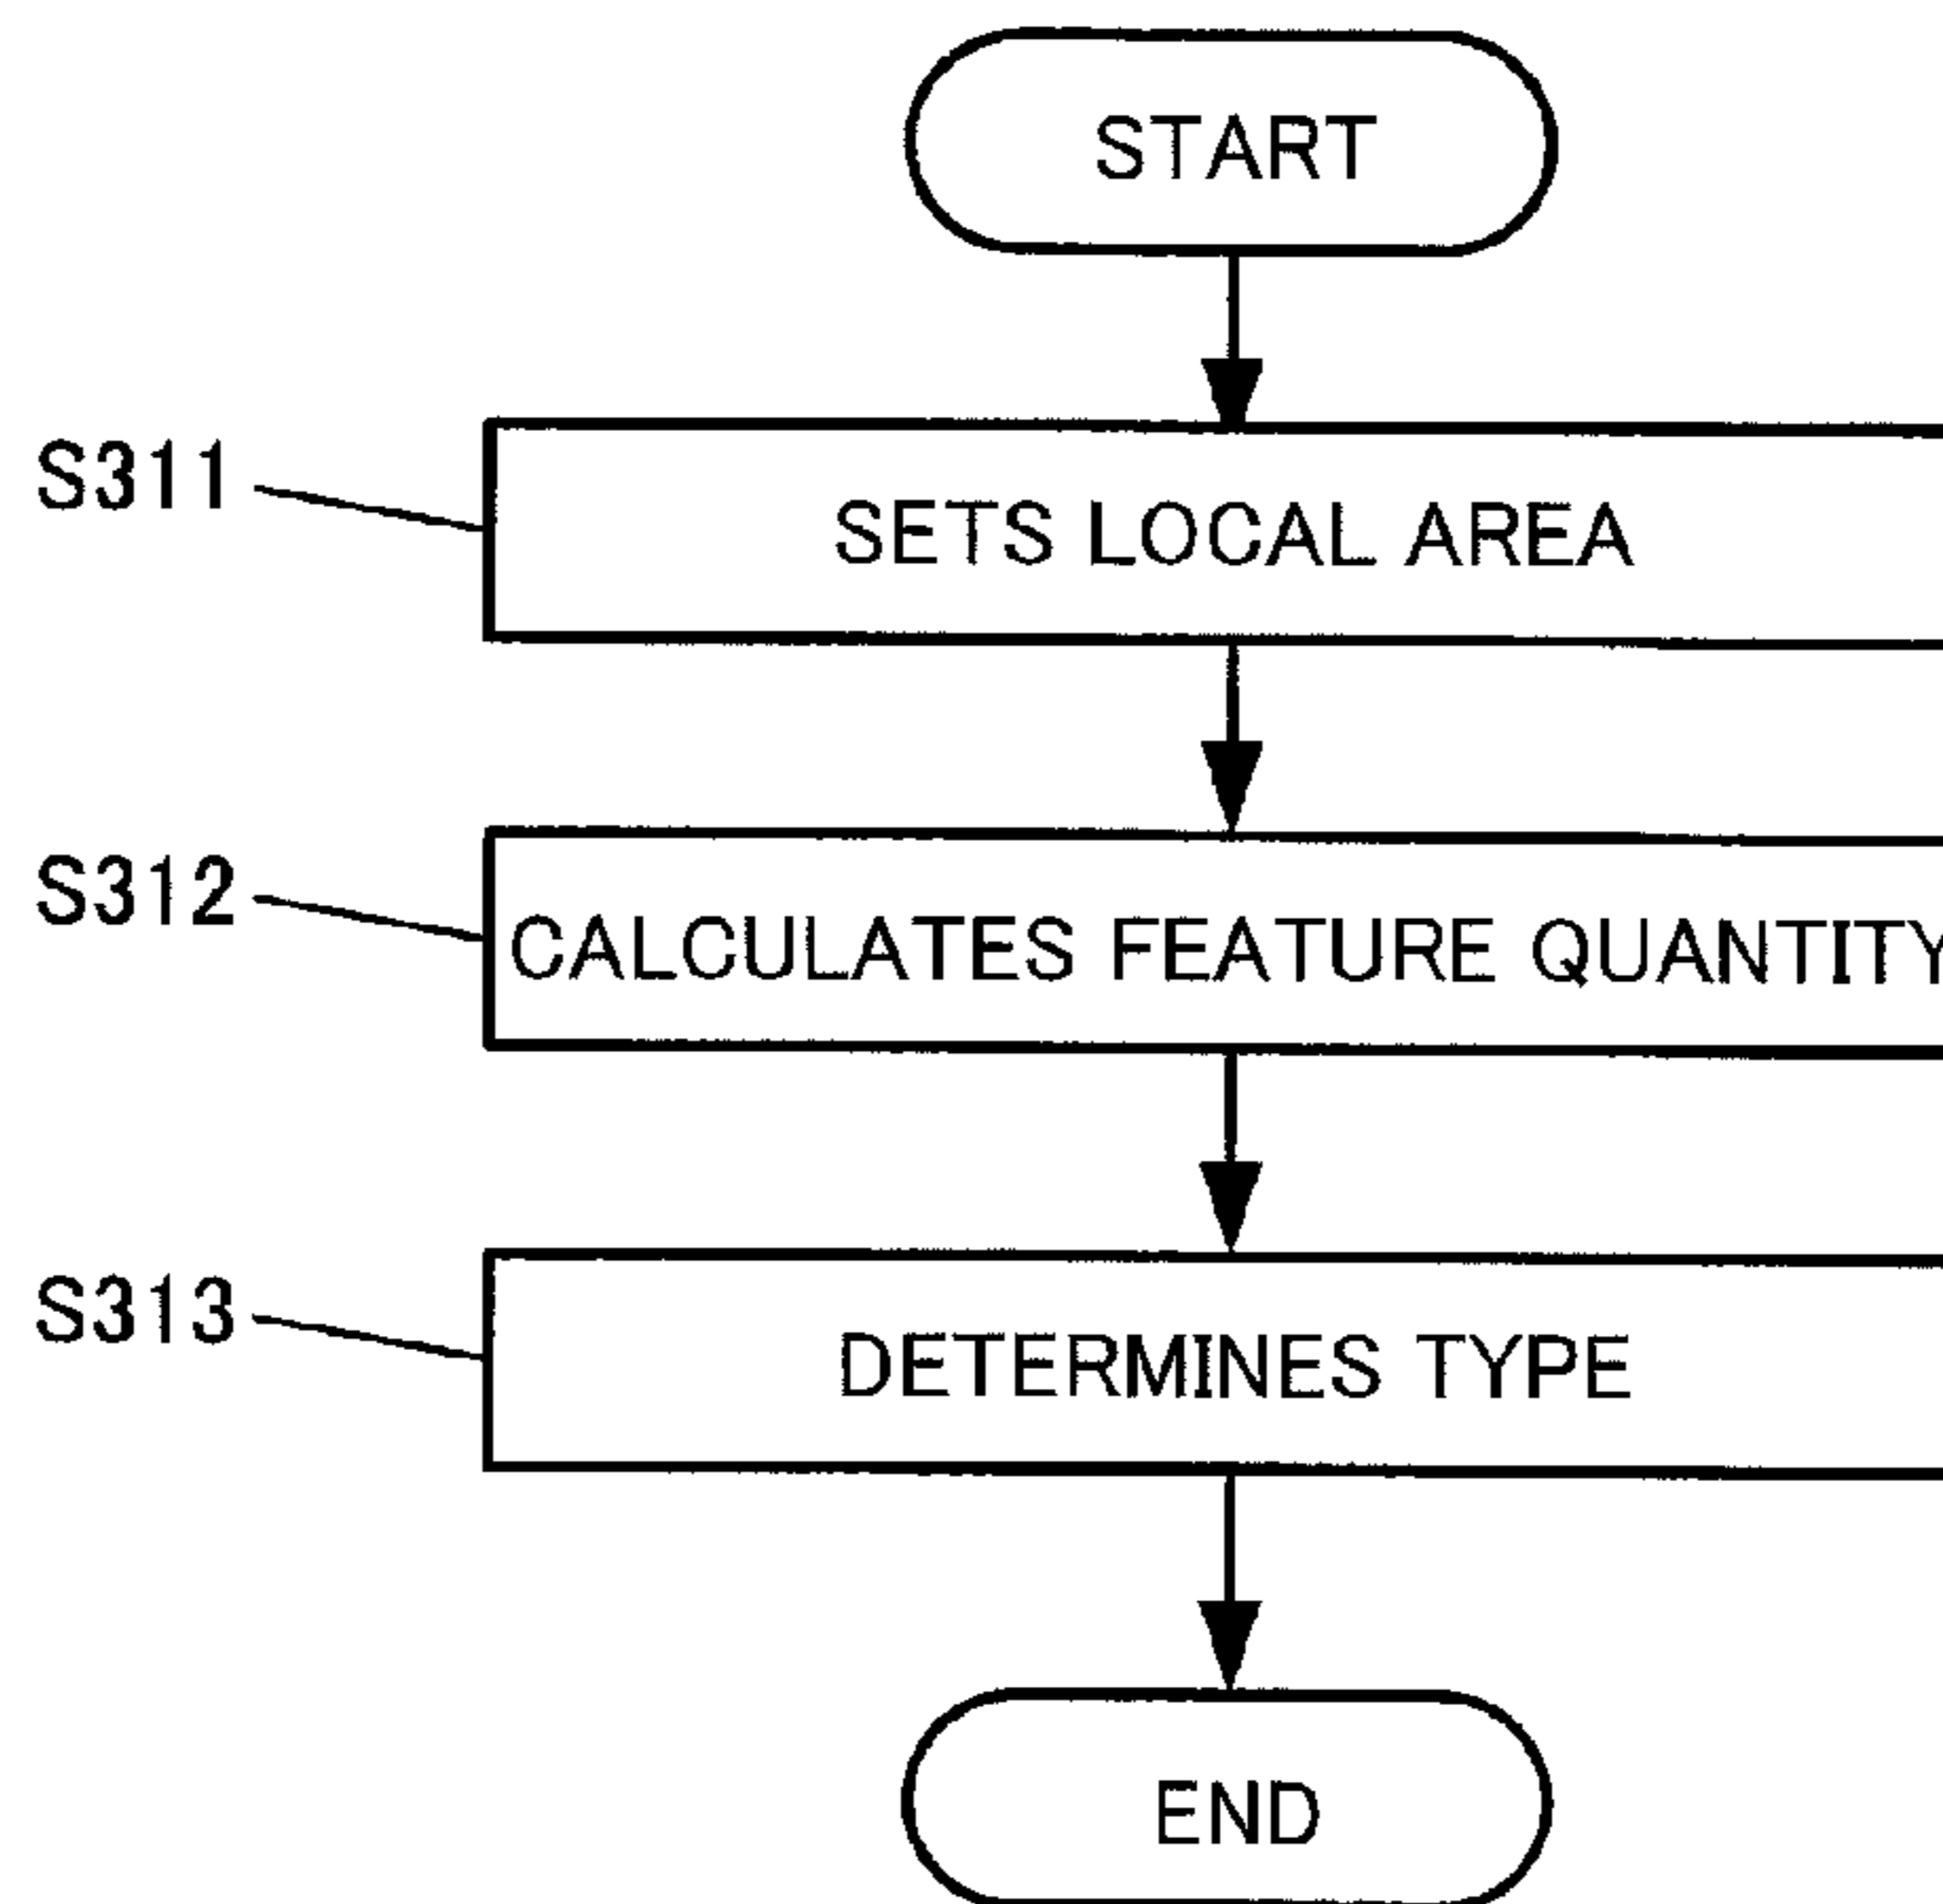 START
S311
SETS LOCAL AREA
S312
CALCULATES FEATURE QUANTITY
S313
DETERMINES TYPE
END